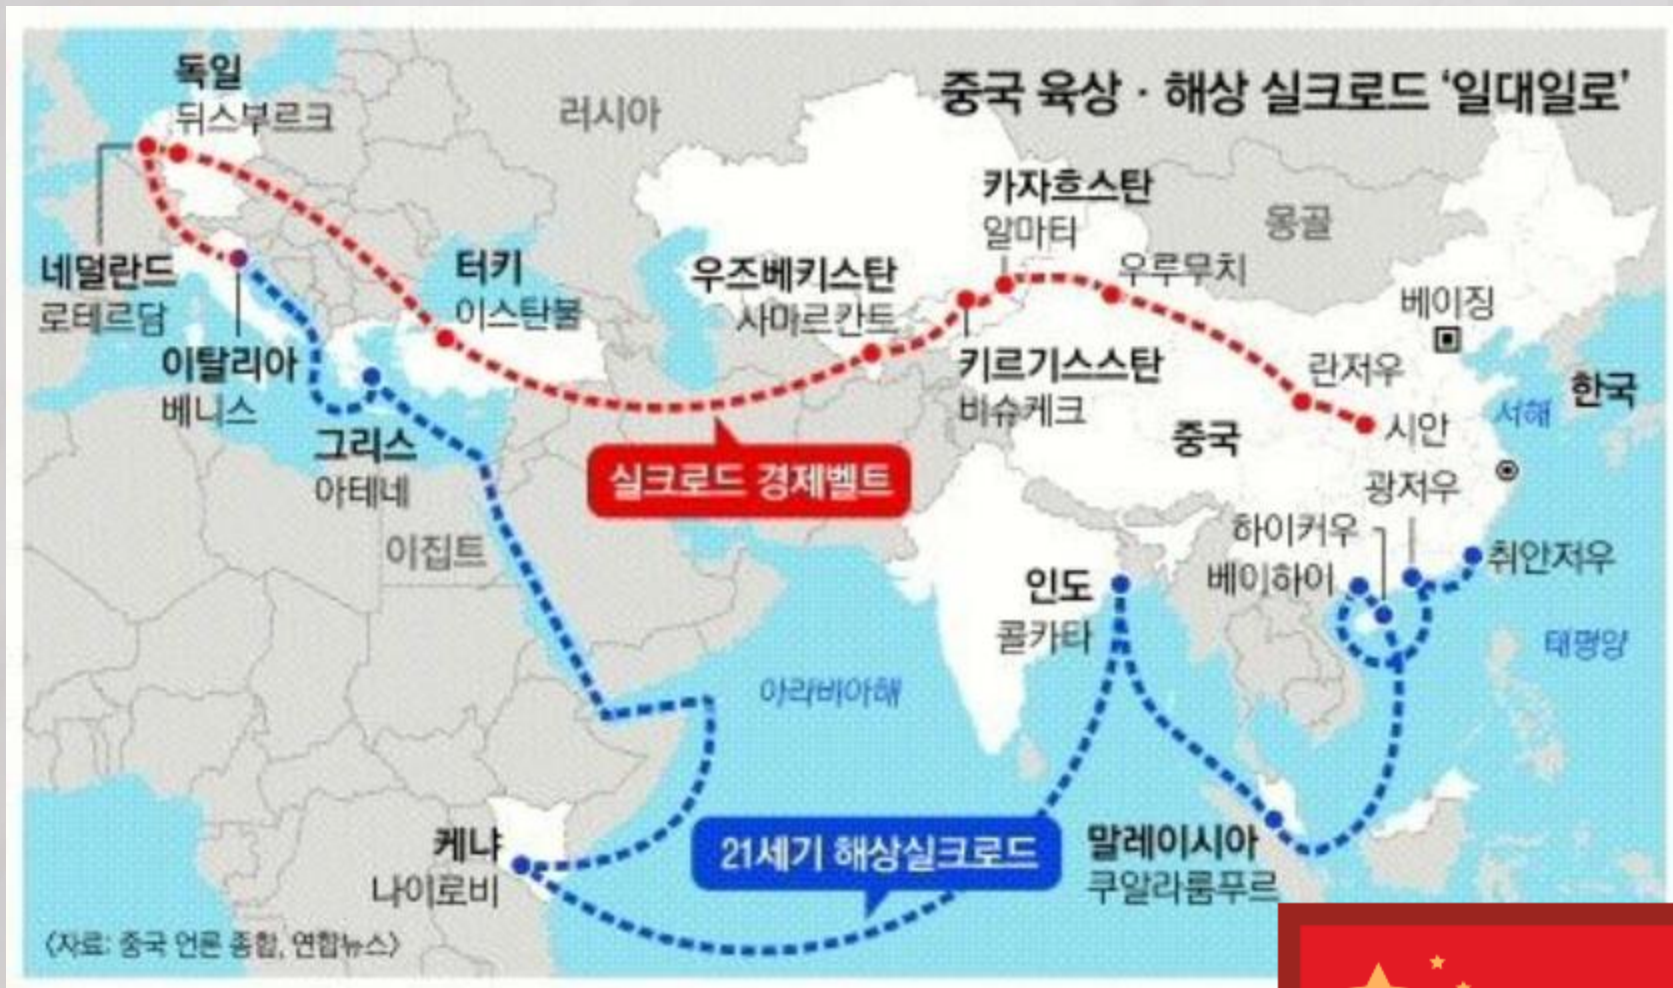 중국 육상·해상 실크로드 '일대일로'
독일
뒤스부르크
러시아
카자흐스탄
알마티
몽골
네덜란드
로테르담
터키
이스탄불
우즈베키스탄
사마르칸트
우루무치
베이징
이탈리아
베니스
키르기스스탄
비슈케크
란저우
한국
서해
시안
중국
그리스
아테네
실크로드 경제벨트
광저우
하이커우
이집트
베이하이
취안저우
인도
콜카타
태평양
아라비아해
케냐
나이로비
21세기 해상실크로드
말레이시아
쿠알라룸푸르
<자료: 중국 언론 종합, 연합뉴스>